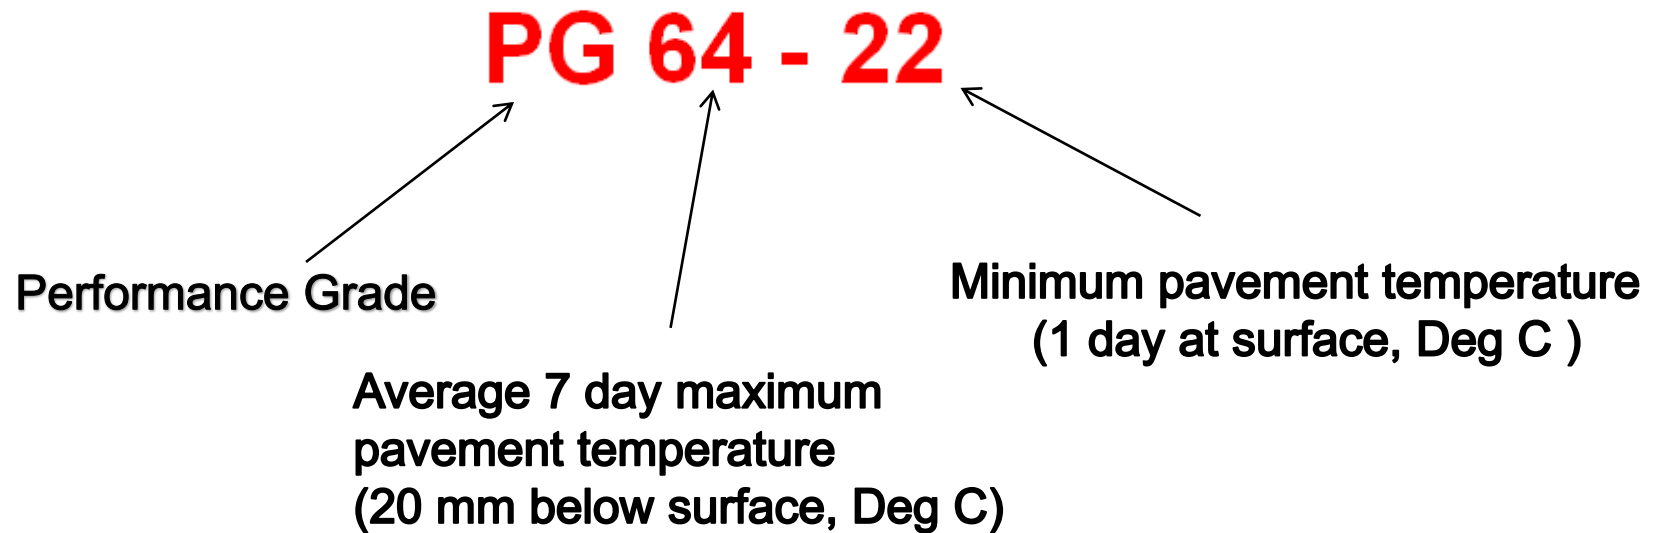 PG 64 - 22
Performance Grade
Average 7 day maximum
pavement temperature
(20 mm below surface, Deg C)
Minimum pavement temperature
(1 day at surface, Deg C )